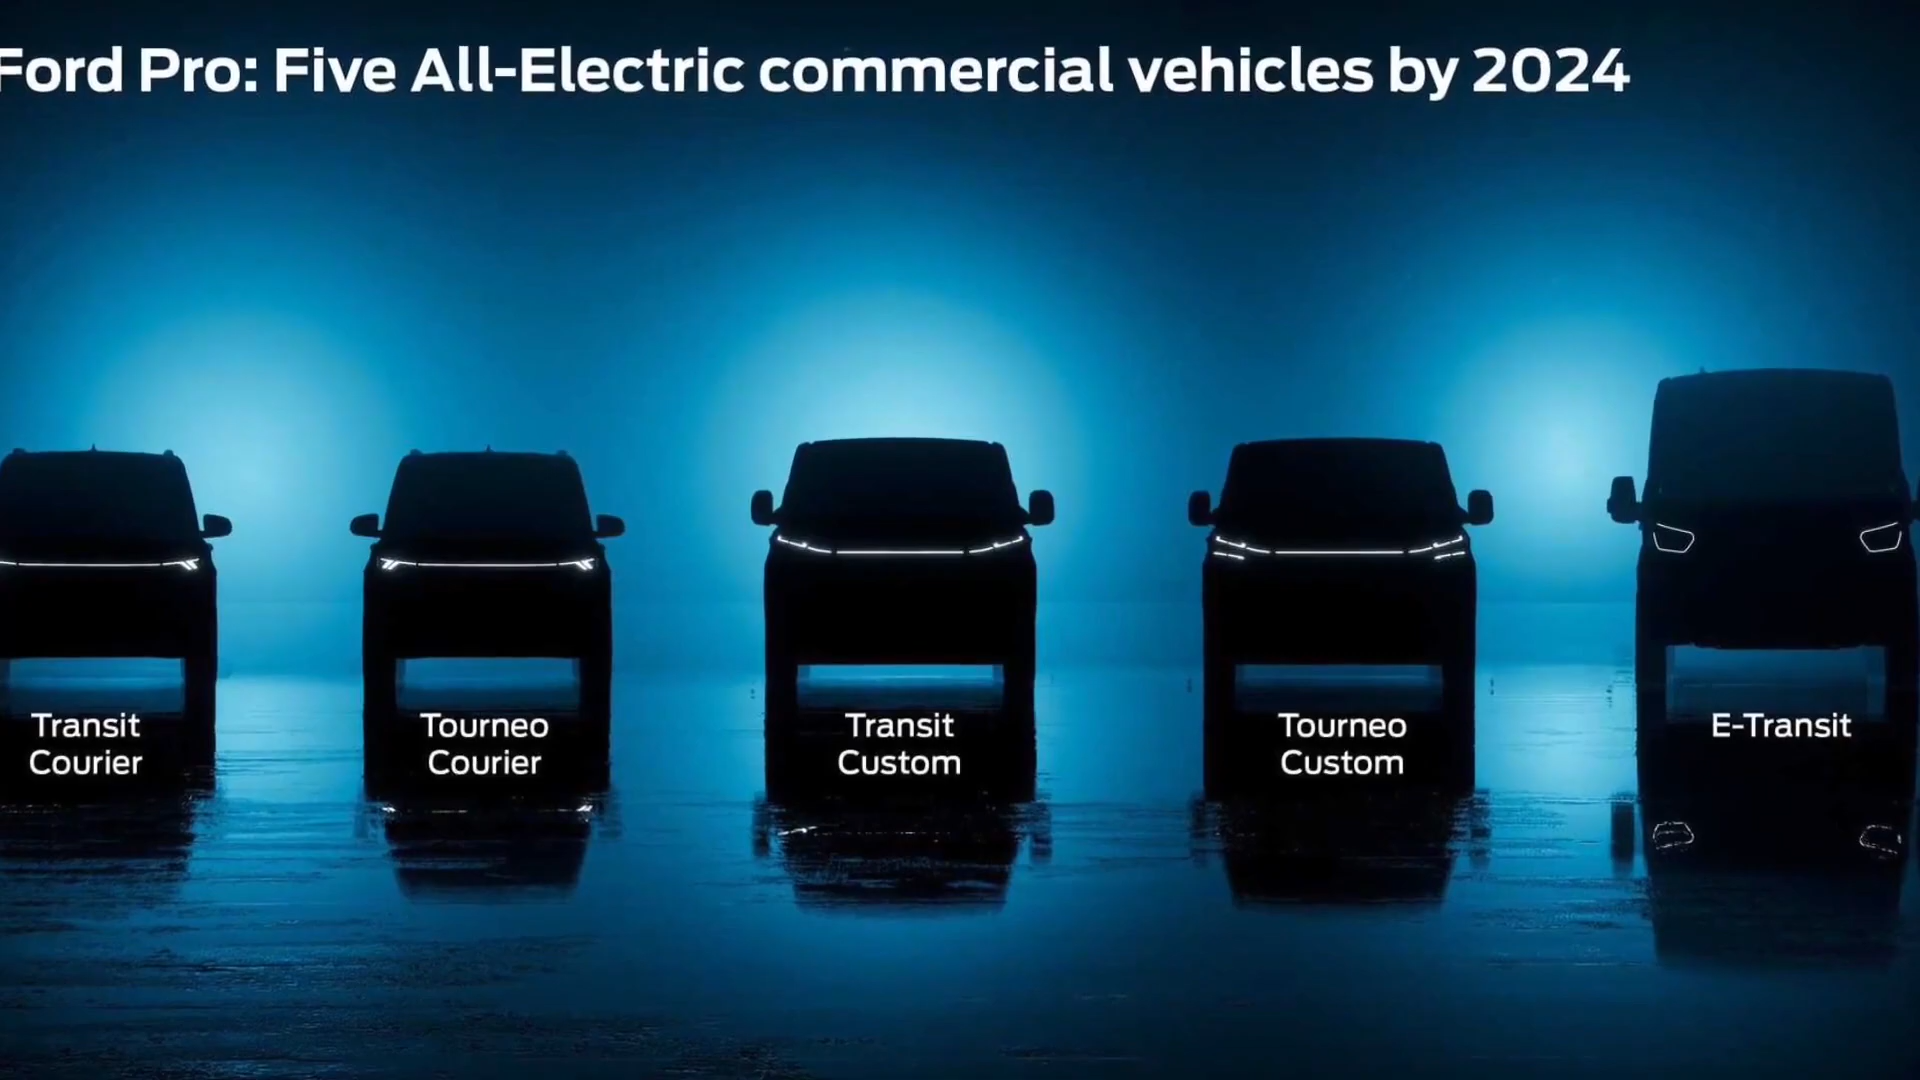 Ford Pro: Five All-Electric commercial vehicles by 2024
Transit
Courier
Tourneo
Courier
Transit
Custom
Tourneo
Custom
E-Transit